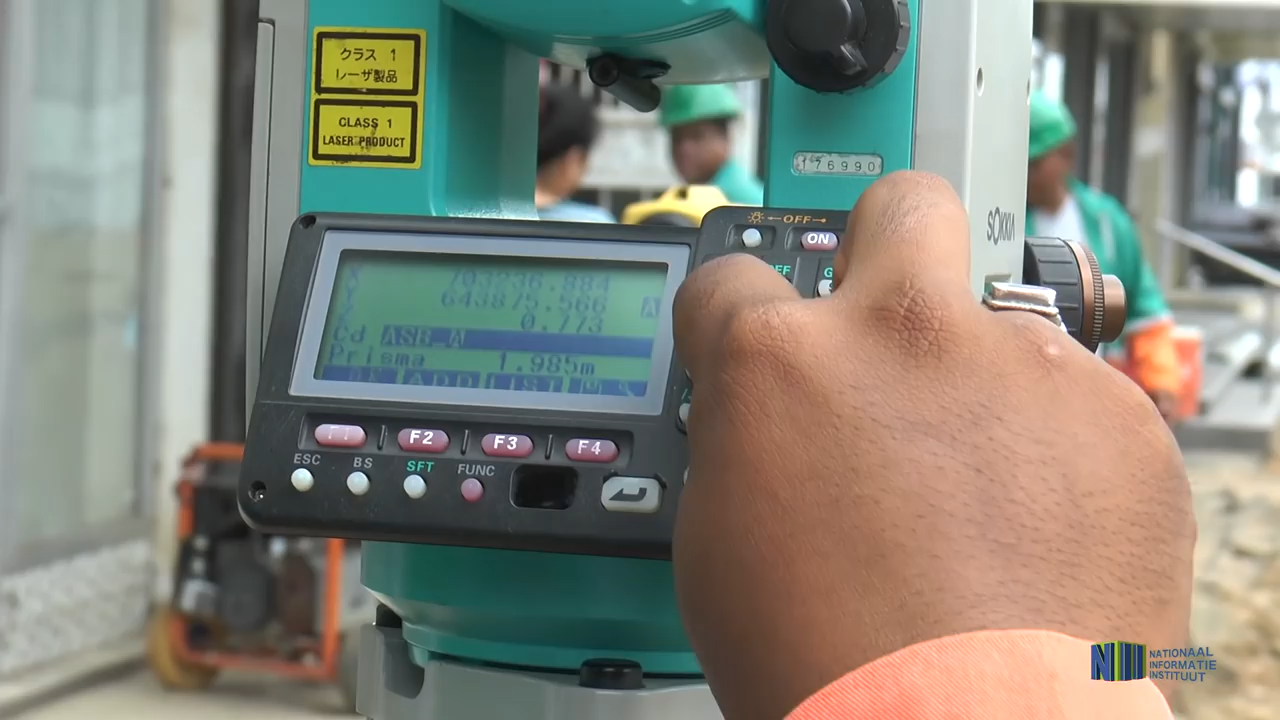 クラス 1
レーザ製品
CLASS 1
LASER PRODUCT
176990
SOKKIA
OFF
ON
X 703236.884
Y 643875.566 A
Z 0.773
Cd ASB_A
Prisma 1.985m
OK ADD LIST
F2 F3 F4
ESC BS SFT FUNC
NATIONAAL
INFORMATIE
INSTITUUT